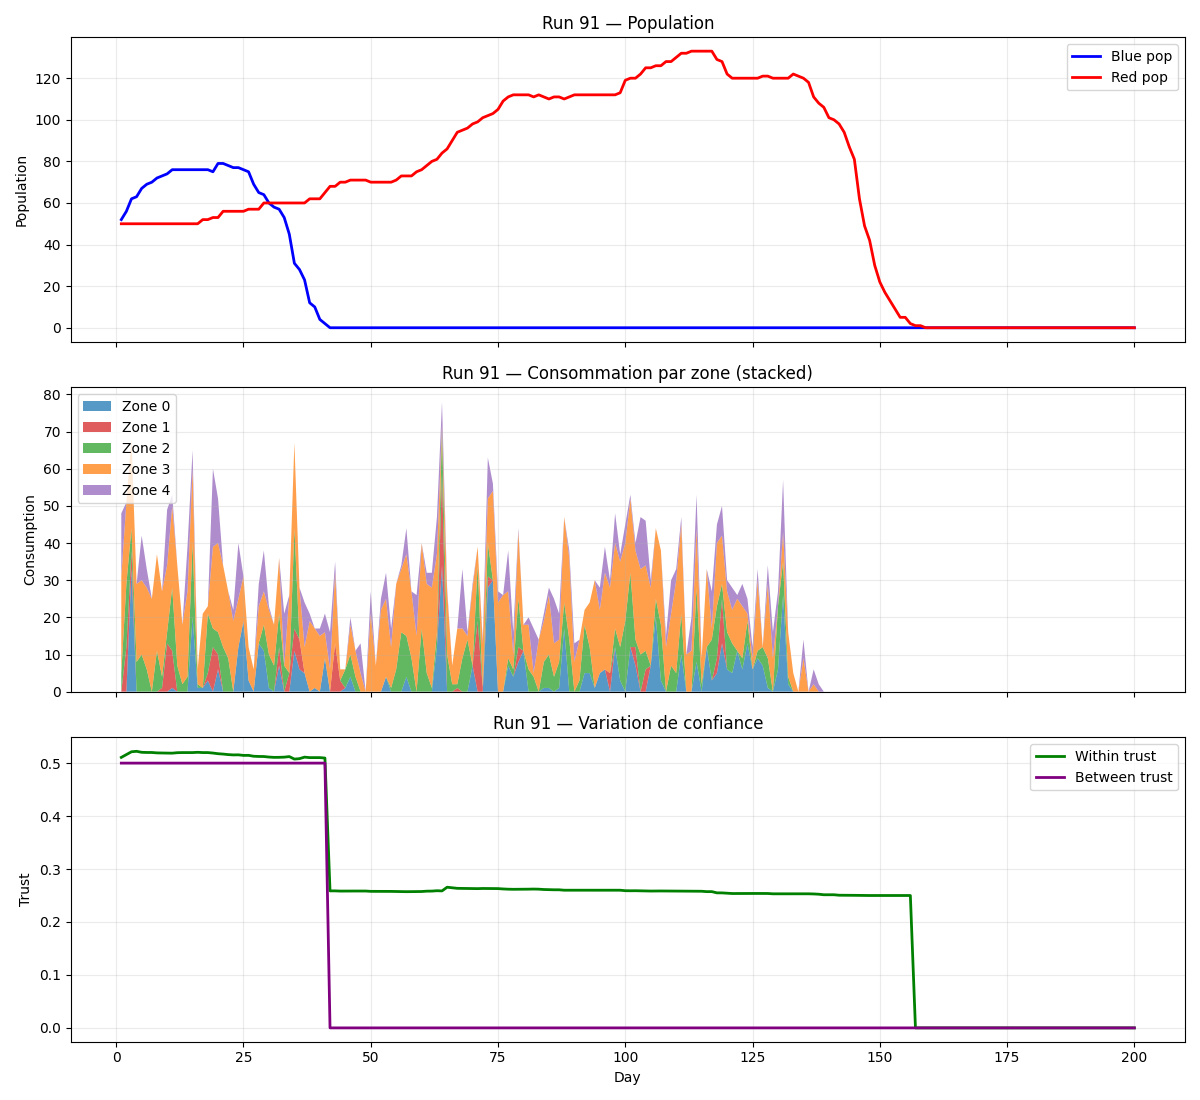 Run 91 — Population
Population
120
100
80
60
40
20
0
Blue pop
Red pop
Run 91 — Consommation par zone (stacked)
Consumption
80
70
60
50
40
30
20
10
0
Zone 0
Zone 1
Zone 2
Zone 3
Zone 4
Run 91 — Variation de confiance
Trust
0.5
0.4
0.3
0.2
0.1
0.0
Within trust
Between trust
0 25 50 75 100 125 150 175 200
Day